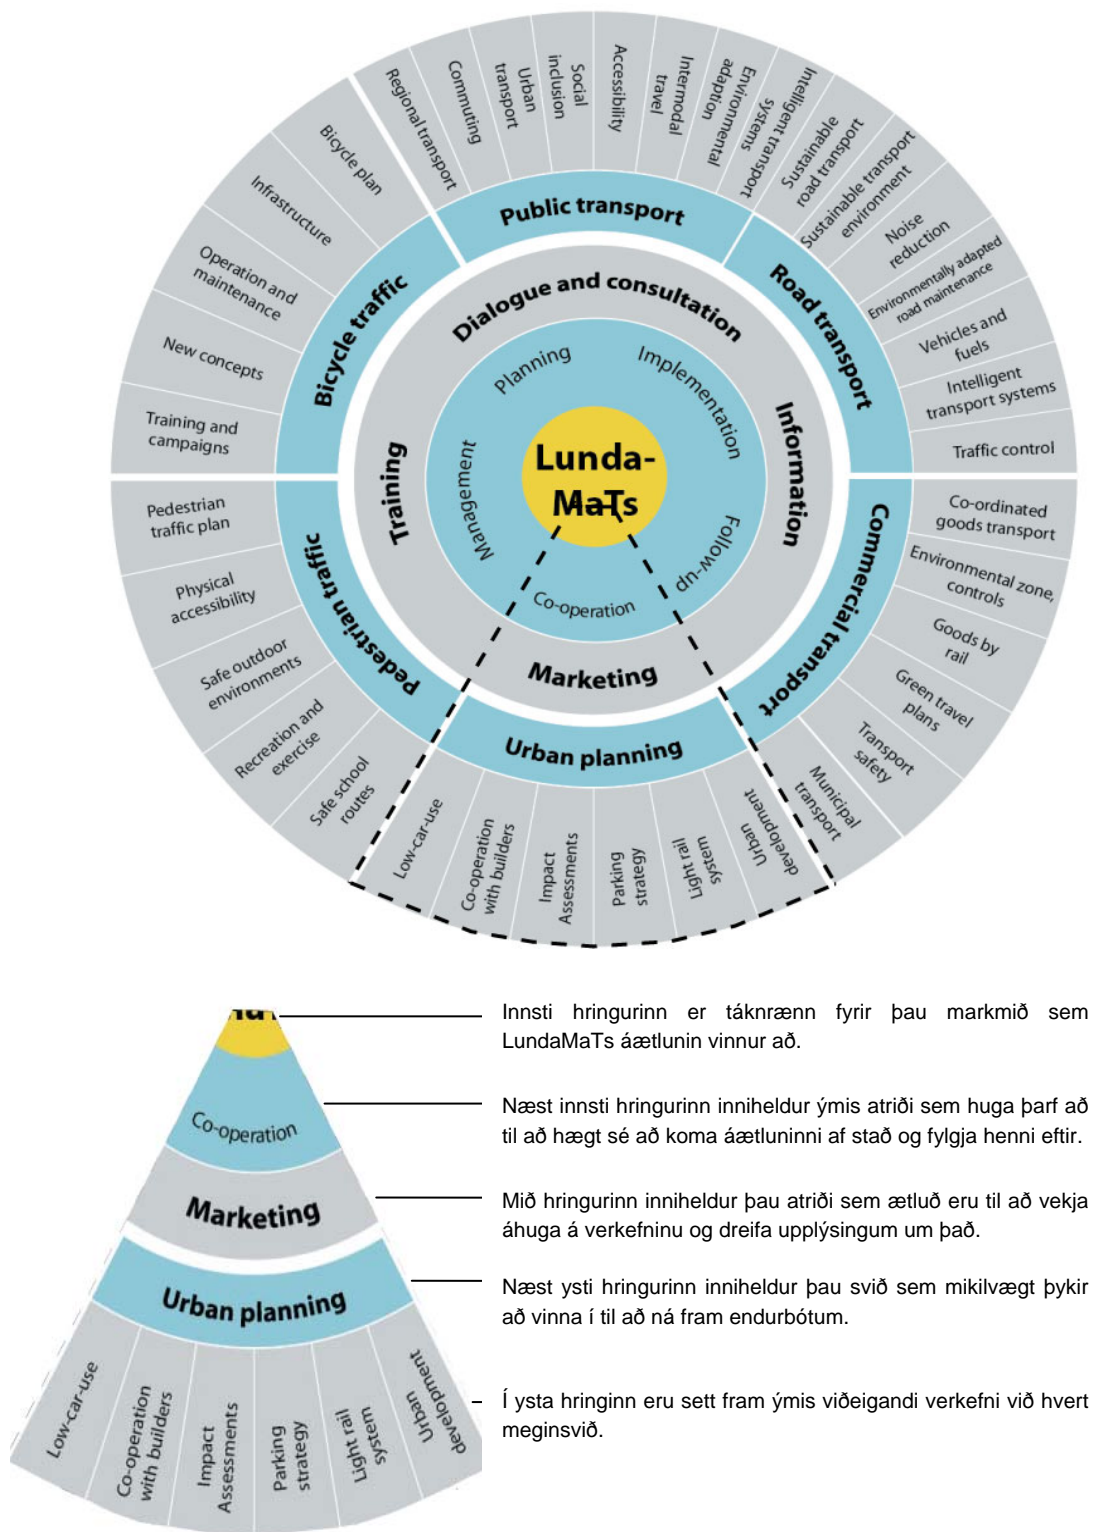 Regional transport
Commuting
Urban
transport
Social
inclusion
Accessibility
Intermodal
travel
Environmental
adaption
Intelligent transport
systems
Sustainable
road transport
Sustainable transport
environment
Noise
reduction
Environmentally adapted
road maintenance
Vehicles and
fuels
Intelligent
transport systems
Traffic control
Co-ordinated
goods transport
Environmental zone,
controls
Goods by
rail
Green travel
plans
Transport
safety
Municipal
transport
Urban
development
Light rail
system
Parking
strategy
Impact
Assessments
Co-operation
with builders
Low-car-use
Safe school
routes
Recreation and
exercise
Safe outdoor
environments
Physical
accessibility
Pedestrian
traffic plan
Training and
campaigns
New concepts
Operation and
maintenance
Infrastructure
Bicycle plan
Public transport
Road transport
Commercial transport
Urban planning
Pedestrian traffic
Bicycle traffic
Dialogue and consultation
Information
Marketing
Training
Planning
Implementation
Follow-up
Co-operation
Management
Lunda-
MaTs
Innsti hringurinn er táknrænn fyrir þau markmið sem
LundaMaTs áætlunin vinnur að.
Co-operation
Næst innsti hringurinn inniheldur ýmis atriði sem huga þarf að
til að hægt sé að koma áætluninni af stað og fylgja henni eftir.
Marketing
Mið hringurinn inniheldur þau atriði sem ætluð eru til að vekja
áhuga á verkefninu og dreifa upplýsingum um það.
Urban planning
Næst ysti hringurinn inniheldur þau svið sem mikilvægt þykir
að vinna í til að ná fram endurbótum.
Low-car-use
Co-operation
with builders
Impact
Assessments
Parking
strategy
Light rail
system
Urban
development
Í ysta hringinn eru sett fram ýmis viðeigandi verkefni við hvert
meginsvið.